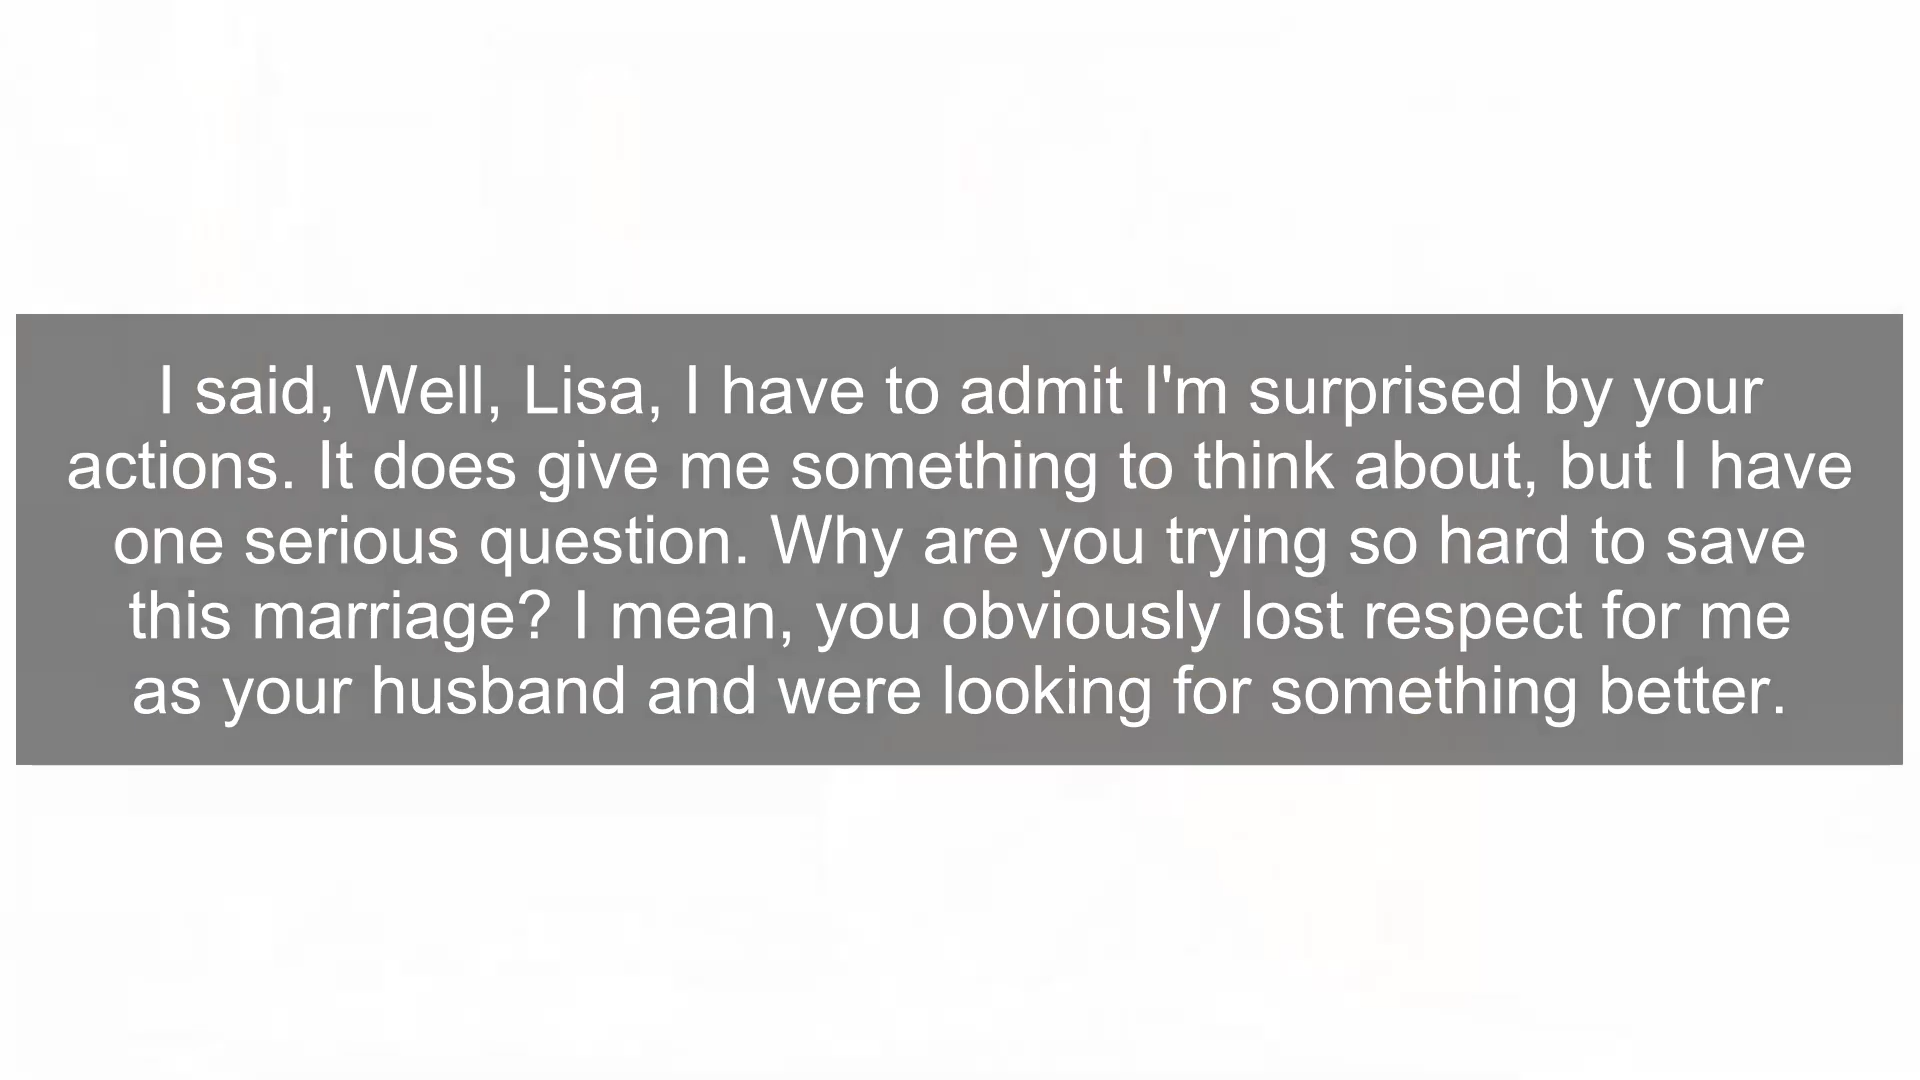 I said, Well, Lisa, I have to admit I'm surprised by your
actions. It does give me something to think about, but I have
one serious question. Why are you trying so hard to save
this marriage? I mean, you obviously lost respect for me
as your husband and were looking for something better.